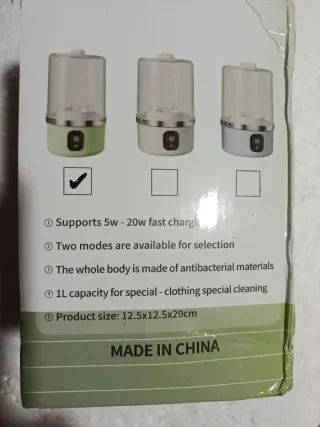 ① Supports 5w - 20w fast charging
② Two modes are available for selection
③ The whole body is made of antibacterial materials
④ 1L capacity for special - clothing special cleaning
⑤ Product size: 12.5x12.5x20cm
MADE IN CHINA